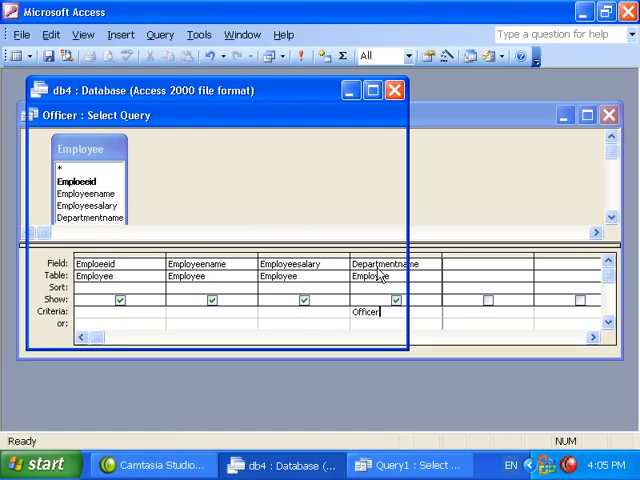 Microsoft Access
File Edit View Insert Query Tools Window Help Type a question for help
All
db4 : Database (Access 2000 file format)
Officer : Select Query
Employee
*
Emploeeid
Employeename
Employeesalary
Departmentname
Field: Emploeeid Employeename Employeesalary Departmentname
Table: Employee Employee Employee Employee
Sort:
Show:
Criteria: Officer
or:
Ready NUM
start Camtasia Studio... db4 : Database (... Query1 : Select ... EN 4:05 PM